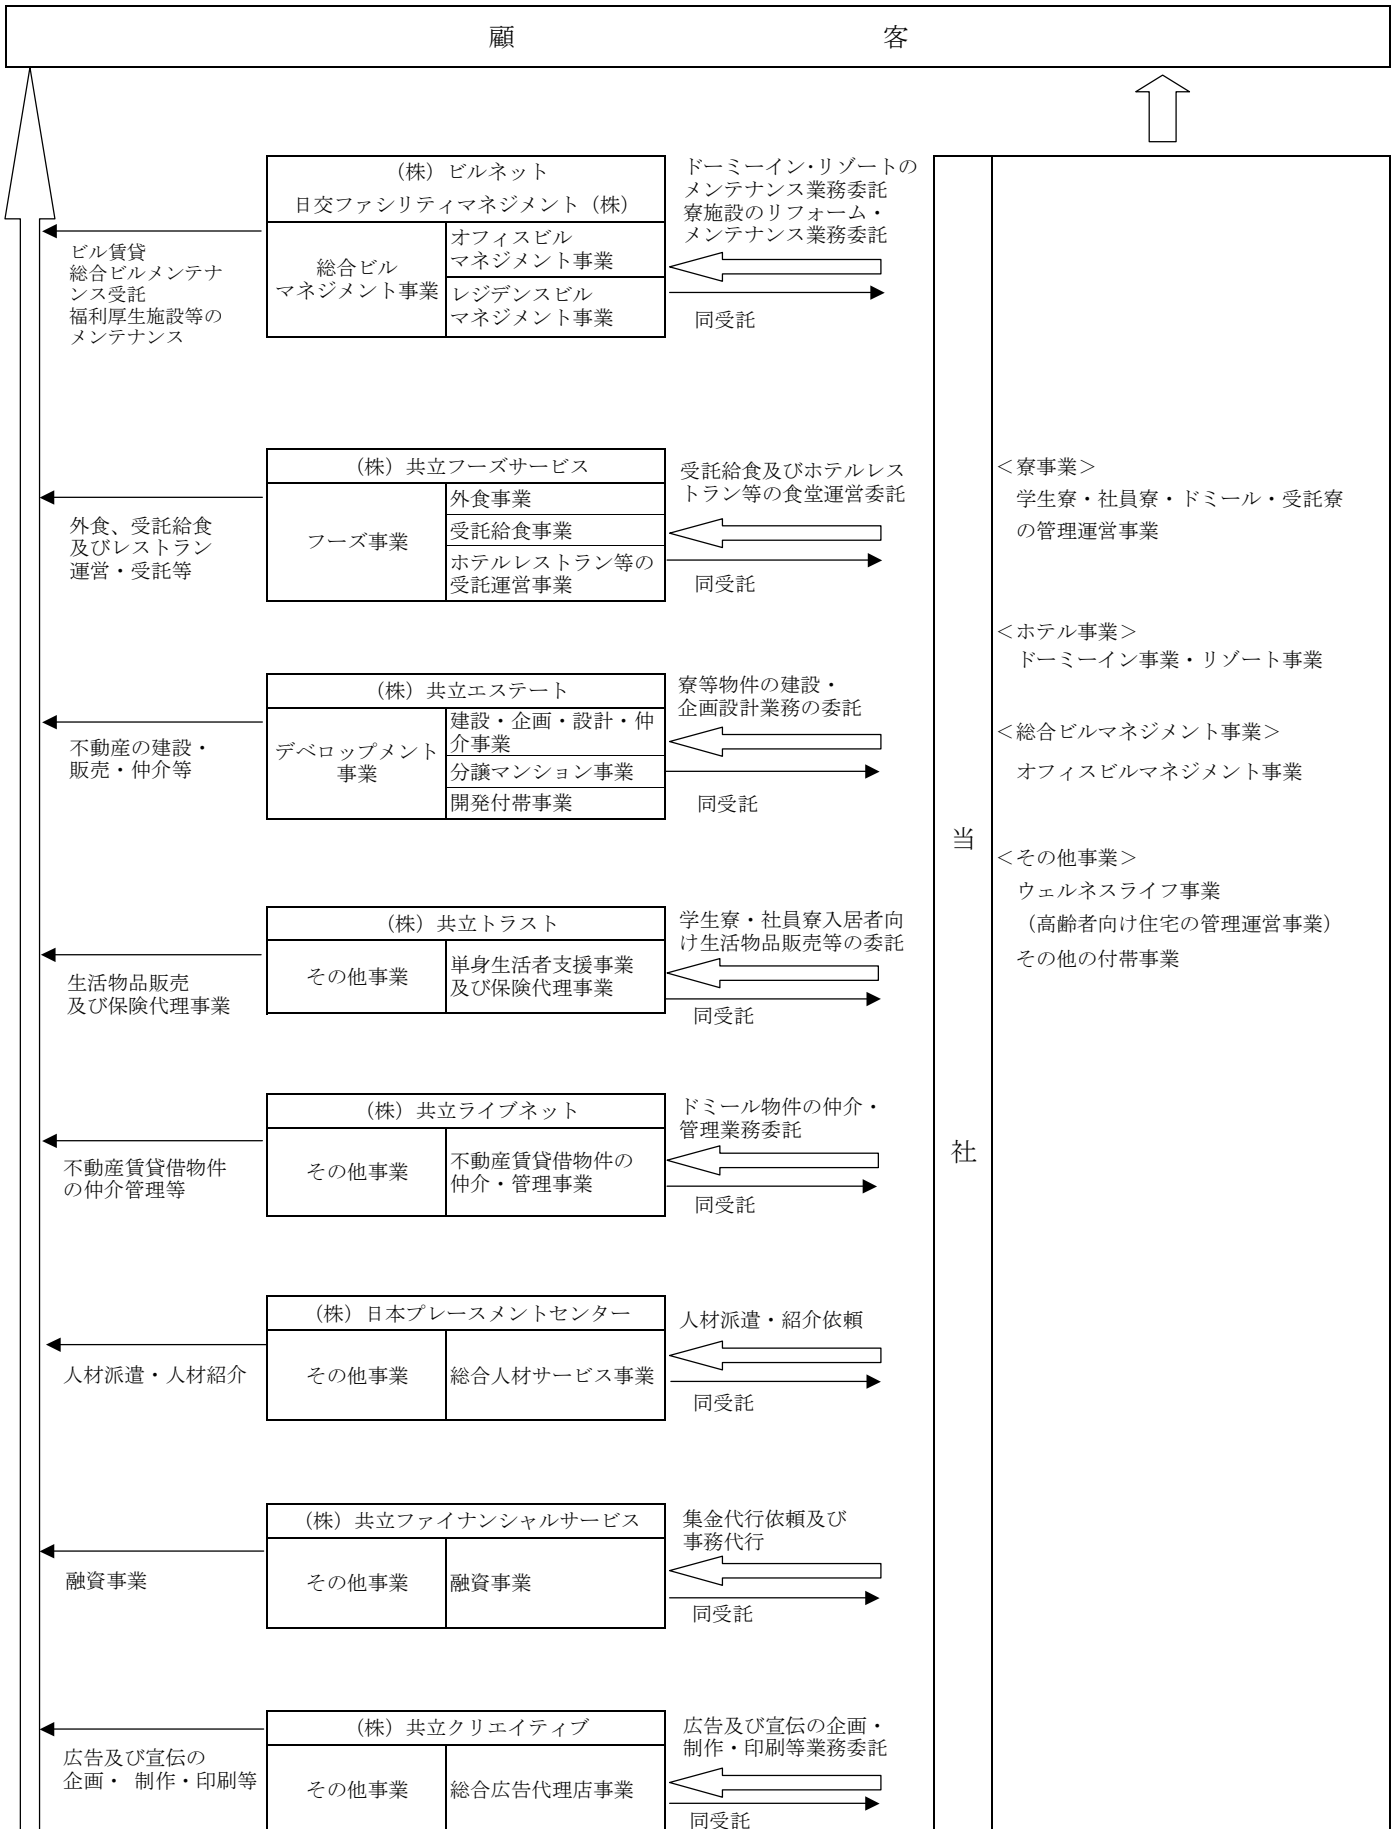 顧 客
(株) ビルネット
日交ファシリティマネジメント (株)
総合ビル
マネジメント事業
オフィスビル
マネジメント事業
レジデンスビル
マネジメント事業
ドーミーイン・リゾートの
メンテナンス業務委託
寮施設のリフォーム・
メンテナンス業務委託
同受託
ビル賃貸
総合ビルメンテナ
ンス受託
福利厚生施設等の
メンテナンス
(株) 共立フーズサービス
フーズ事業
外食事業
受託給食事業
ホテルレストラン等の
受託運営事業
受託給食及びホテルレス
トラン等の食堂運営委託
同受託
外食、受託給食
及びレストラン
運営・受託等
(株) 共立エステート
デベロップメント
事業
建設・企画・設計・仲
介事業
分譲マンション事業
開発付帯事業
寮等物件の建設・
企画設計業務の委託
同受託
不動産の建設・
販売・仲介等
(株) 共立トラスト
その他事業
単身生活者支援事業
及び保険代理事業
学生寮・社員寮入居者向
け生活物品販売等の委託
同受託
生活物品販売
及び保険代理事業
(株) 共立ライブネット
その他事業
不動産賃貸借物件の
仲介・管理事業
ドミール物件の仲介・
管理業務委託
同受託
不動産賃貸借物件
の仲介管理等
(株) 日本プレースメントセンター
その他事業
総合人材サービス事業
人材派遣・紹介依頼
同受託
人材派遣・人材紹介
(株) 共立ファイナンシャルサービス
その他事業
融資事業
集金代行依頼及び
事務代行
同受託
融資事業
(株) 共立クリエイティブ
その他事業
総合広告代理店事業
広告及び宣伝の企画・
制作・印刷等業務委託
同受託
広告及び宣伝の
企画・ 制作・印刷等
当
社
＜寮事業＞
学生寮・社員寮・ドミール・受託寮
の管理運営事業
＜ホテル事業＞
ドーミーイン事業・リゾート事業
＜総合ビルマネジメント事業＞
オフィスビルマネジメント事業
＜その他事業＞
ウェルネスライフ事業
（高齢者向け住宅の管理運営事業）
その他の付帯事業